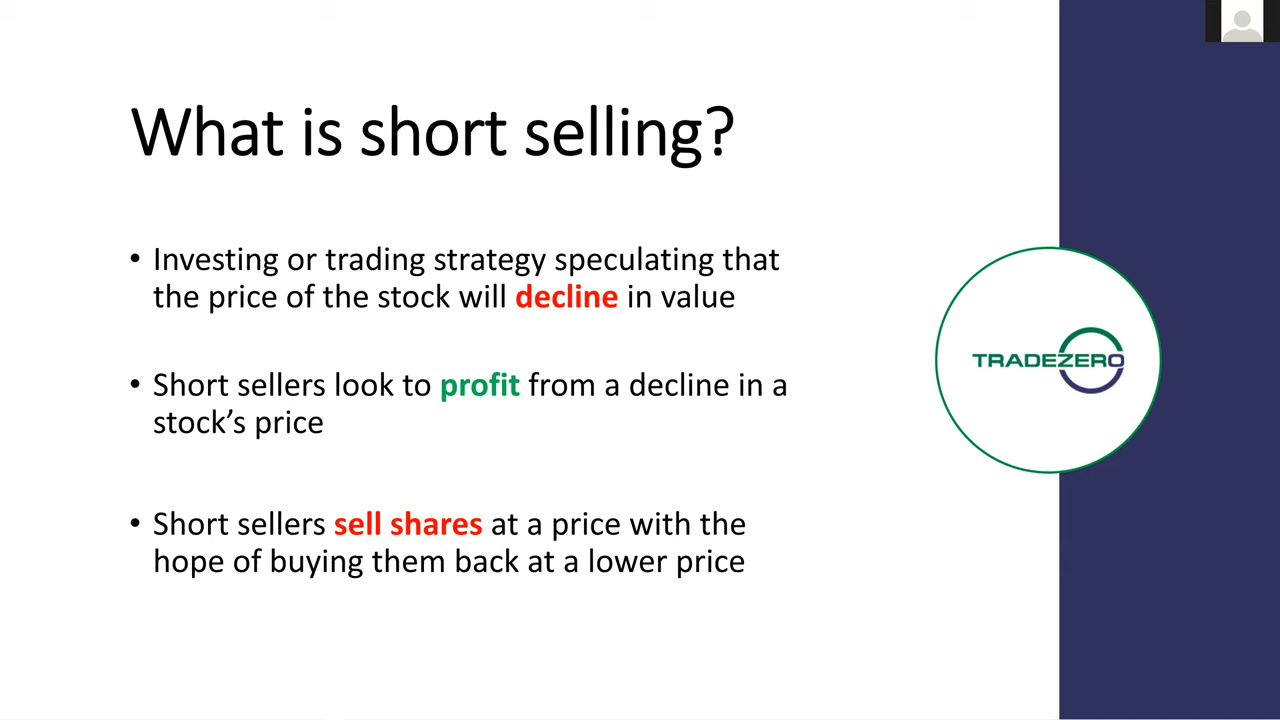 What is short selling?
• Investing or trading strategy speculating that
the price of the stock will decline in value
• Short sellers look to profit from a decline in a
stock’s price
• Short sellers sell shares at a price with the
hope of buying them back at a lower price
TRADEZERO